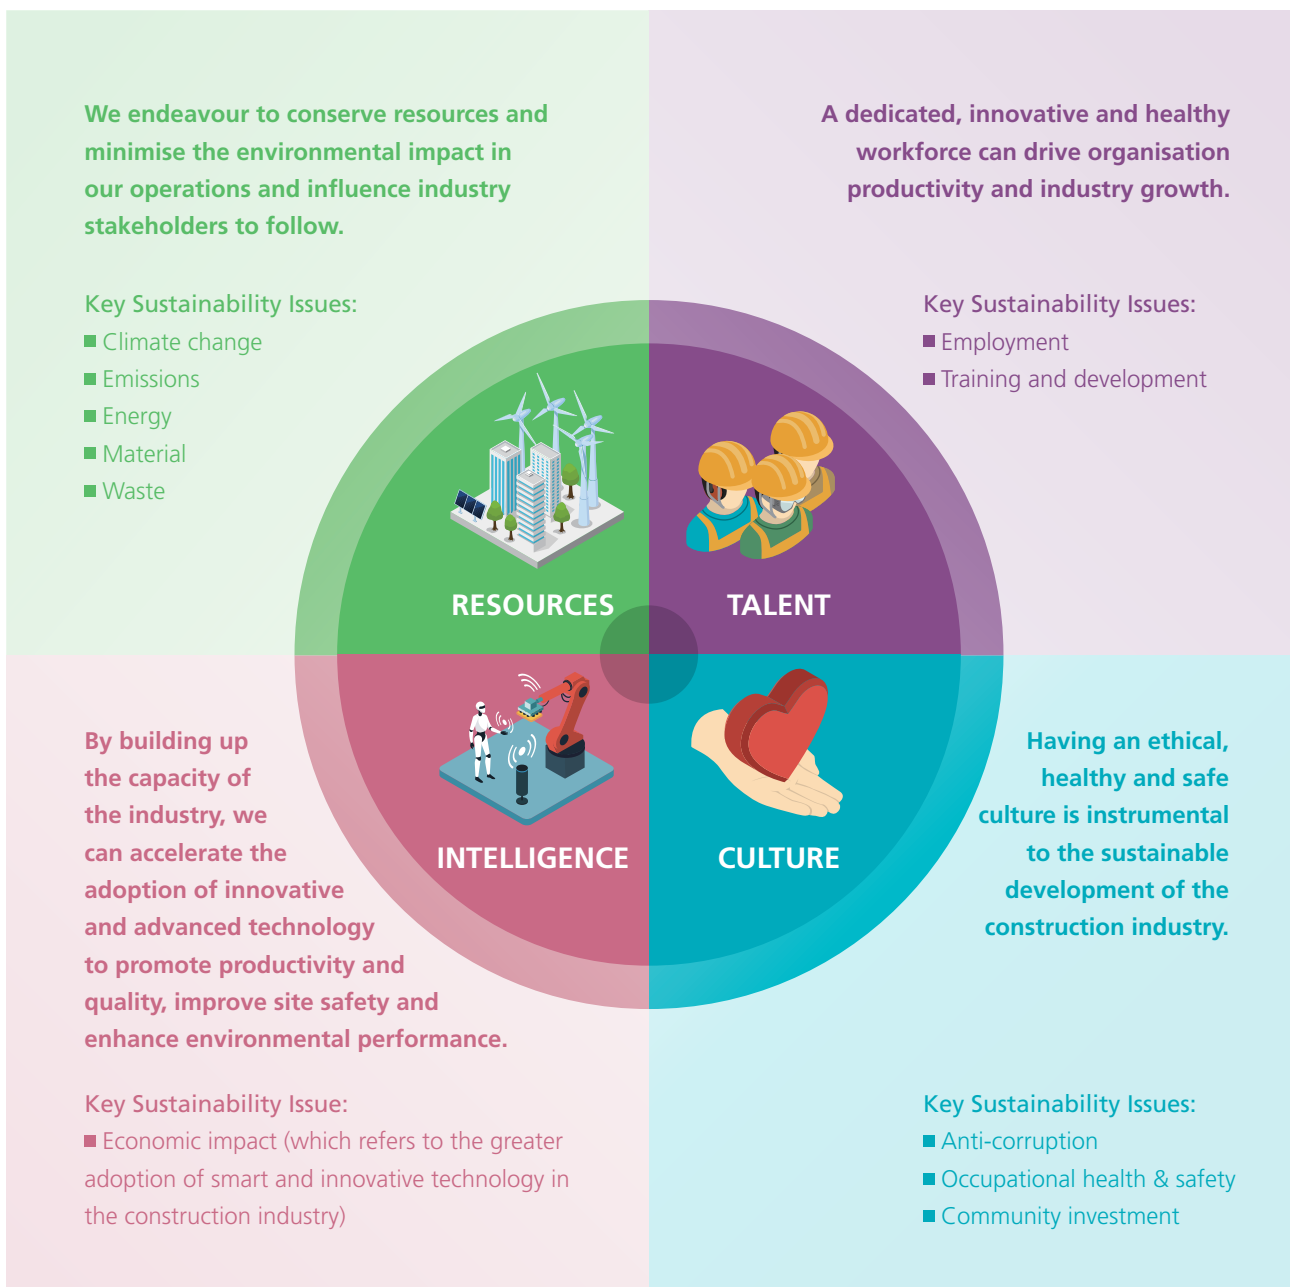 We endeavour to conserve resources and
minimise the environmental impact in
our operations and influence industry
stakeholders to follow.
Key Sustainability Issues:
Climate change
Emissions
Energy
Material
Waste
A dedicated, innovative and healthy
workforce can drive organisation
productivity and industry growth.
Key Sustainability Issues:
Employment
Training and development
RESOURCES
TALENT
INTELLIGENCE
CULTURE
By building up
the capacity of
the industry, we
can accelerate the
adoption of innovative
and advanced technology
to promote productivity and
quality, improve site safety and
enhance environmental performance.
Key Sustainability Issue:
Economic impact (which refers to the greater
adoption of smart and innovative technology in
the construction industry)
Having an ethical,
healthy and safe
culture is instrumental
to the sustainable
development of the
construction industry.
Key Sustainability Issues:
Anti-corruption
Occupational health & safety
Community investment